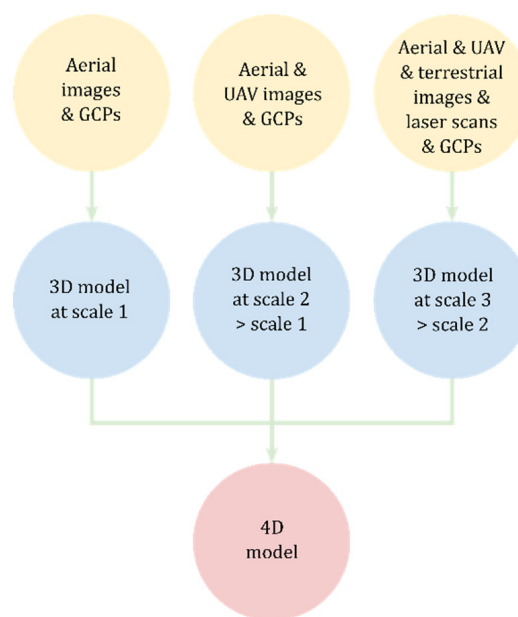 Aerial
images
& GCPs
Aerial &
UAV images
& GCPs
Aerial & UAV
& terrestrial
images &
laser scans
& GCPs
3D model
at scale 1
3D model
at scale 2
> scale 1
3D model
at scale 3
> scale 2
4D
model